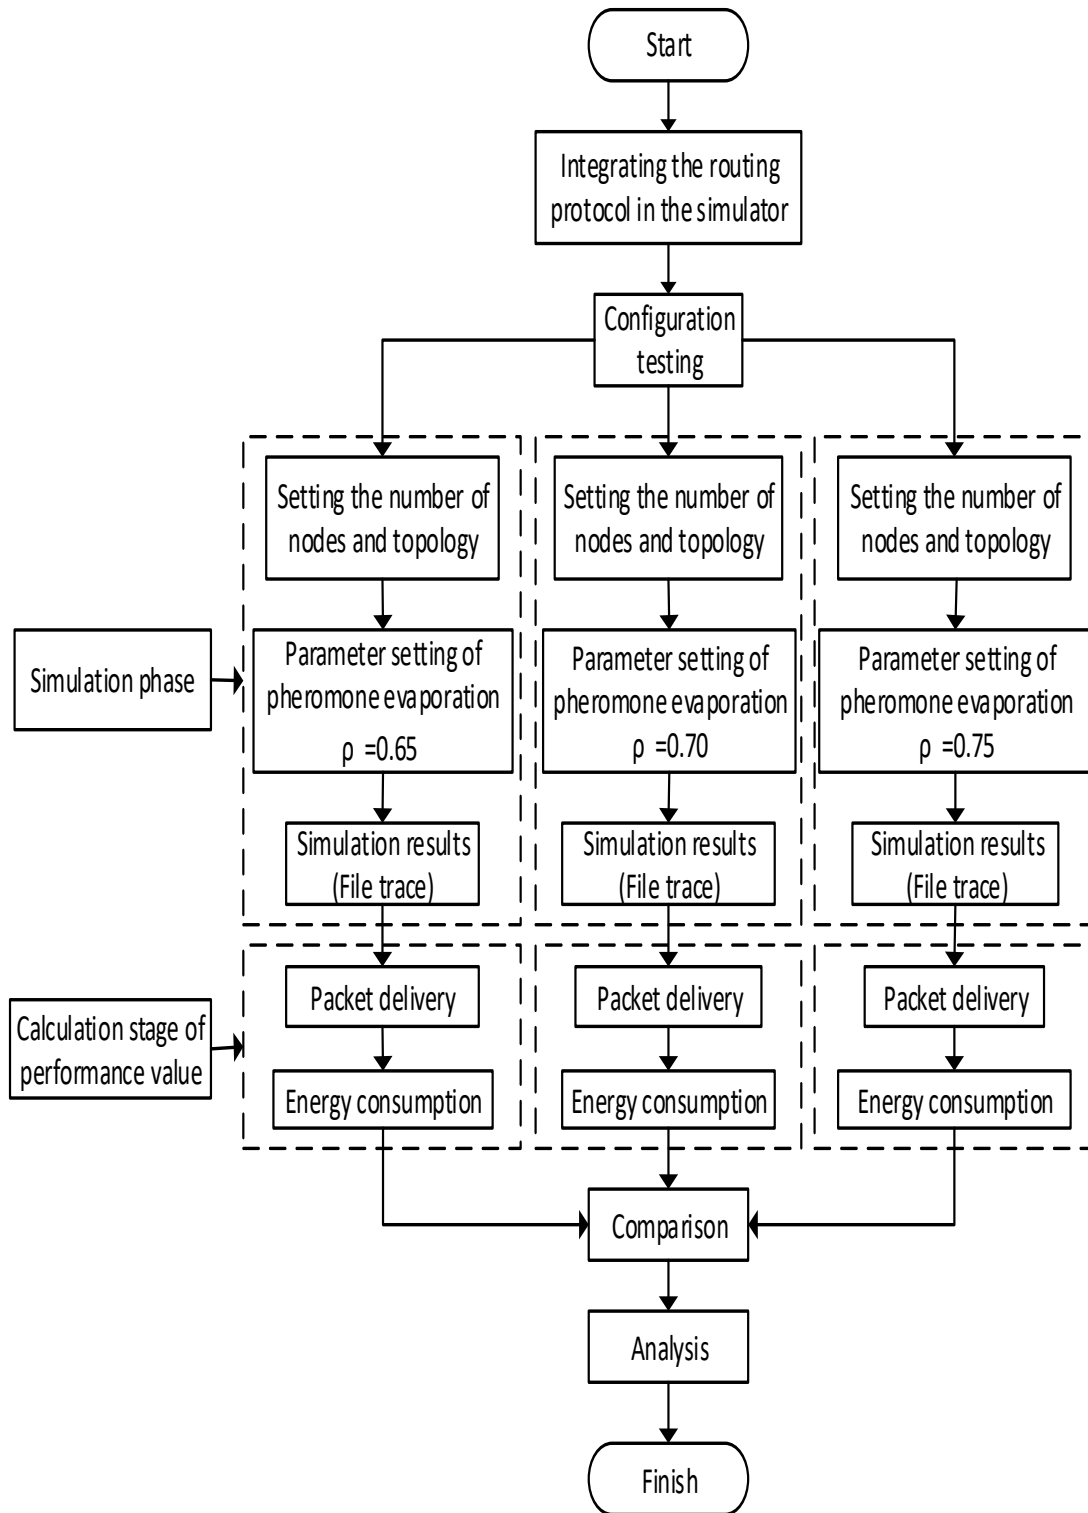 Start
Integrating the routing
protocol in the simulator
Configuration
testing
Setting the number of
nodes and topology
Setting the number of
nodes and topology
Setting the number of
nodes and topology
Simulation phase
Parameter setting of
pheromone evaporation
ρ =0.65
Parameter setting of
pheromone evaporation
ρ =0.70
Parameter setting of
pheromone evaporation
ρ =0.75
Simulation results
(File trace)
Simulation results
(File trace)
Simulation results
(File trace)
Calculation stage of
performance value
Packet delivery
Packet delivery
Packet delivery
Energy consumption
Energy consumption
Energy consumption
Comparison
Analysis
Finish